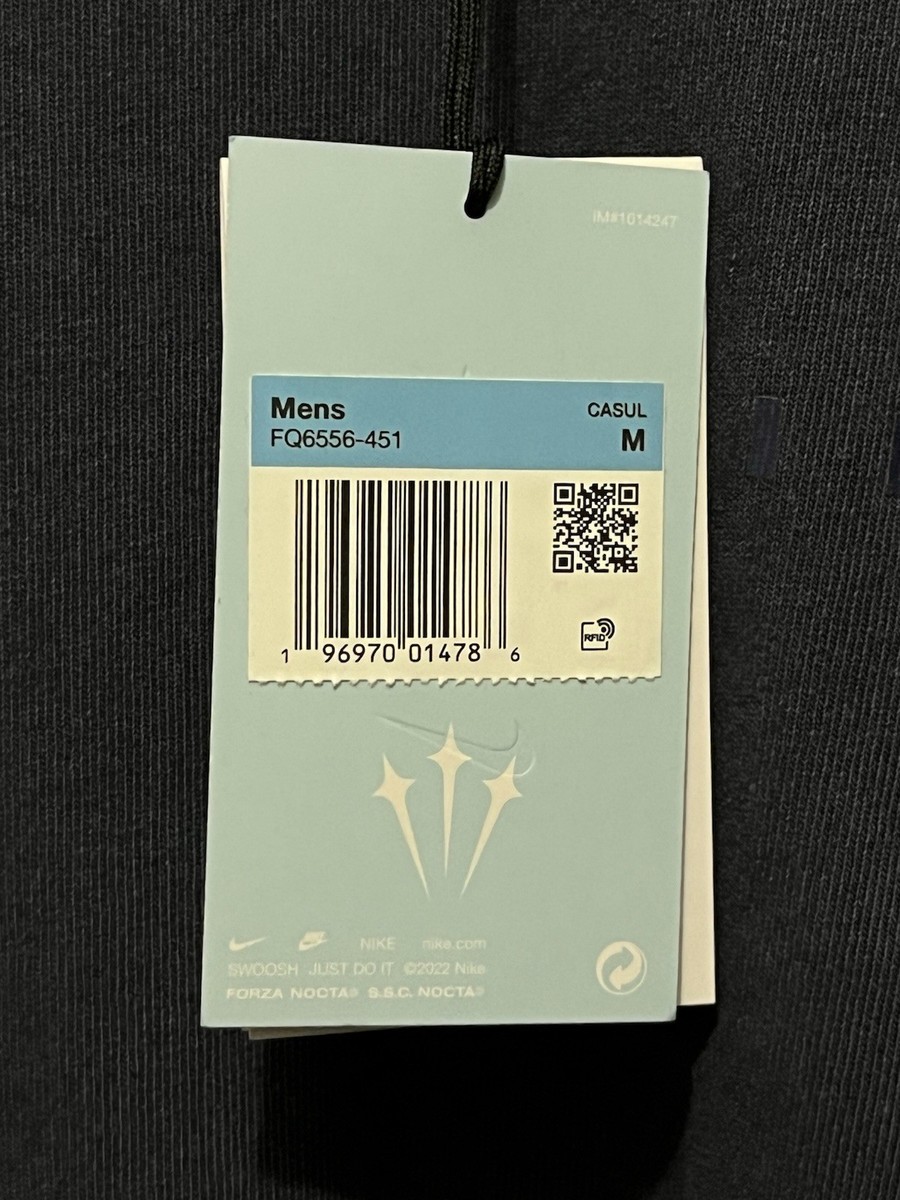 IM#1014247
Mens
CASUL
FQ6556-451
M
1 96970 01478 6
RFID
NIKE
NIKE nike.com
SWOOSH JUST DO IT ©2022 Nike
FORZA NOCTA® S.S.C. NOCTA®